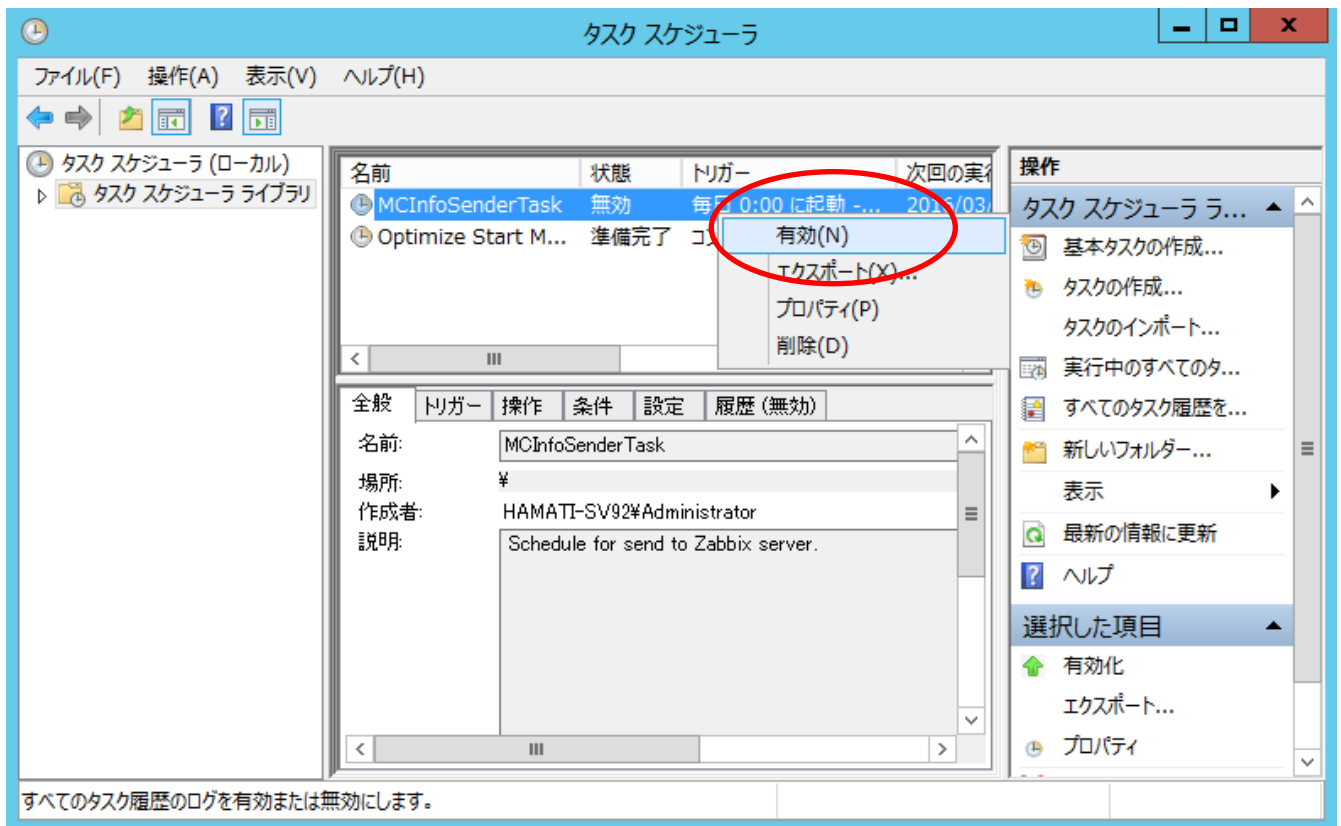 タスク スケジューラ
ファイル(F) 操作(A) 表示(V) ヘルプ(H)
タスク スケジューラ (ローカル)
タスク スケジューラ ライブラリ
名前 状態 トリガー 次回の実行
MCInfoSenderTask 無効 毎日 0:00 に起動 -... 2016/03/
Optimize Start M... 準備完了
有効(N)
エクスポート(X)...
プロパティ(P)
削除(D)
全般 トリガー 操作 条件 設定 履歴 (無効)
名前: MCInfoSenderTask
場所: ¥
作成者: HAMATI-SV92¥Administrator
説明: Schedule for send to Zabbix server.
操作
タスク スケジューラ ラ...
基本タスクの作成...
タスクの作成...
タスクのインポート...
実行中のすべてのタ...
すべてのタスク履歴を...
新しいフォルダー...
表示
最新の情報に更新
ヘルプ
選択した項目
有効化
エクスポート...
プロパティ
すべてのタスク履歴のログを有効または無効にします。